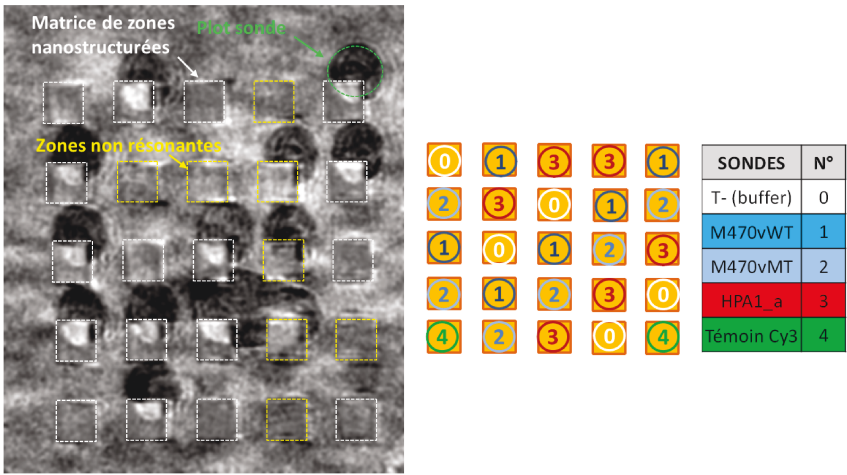 Matrice de zones
nanostructurées
Plot sonde
Zones non résonantes
0 1 3 3 1
2 3 0 1 2
1 0 1 2 3
2 1 2 3 0
4 2 3 0 4
SONDES N°
T- (buffer) 0
M470vWT 1
M470vMT 2
HPA1_a 3
Témoin Cy3 4